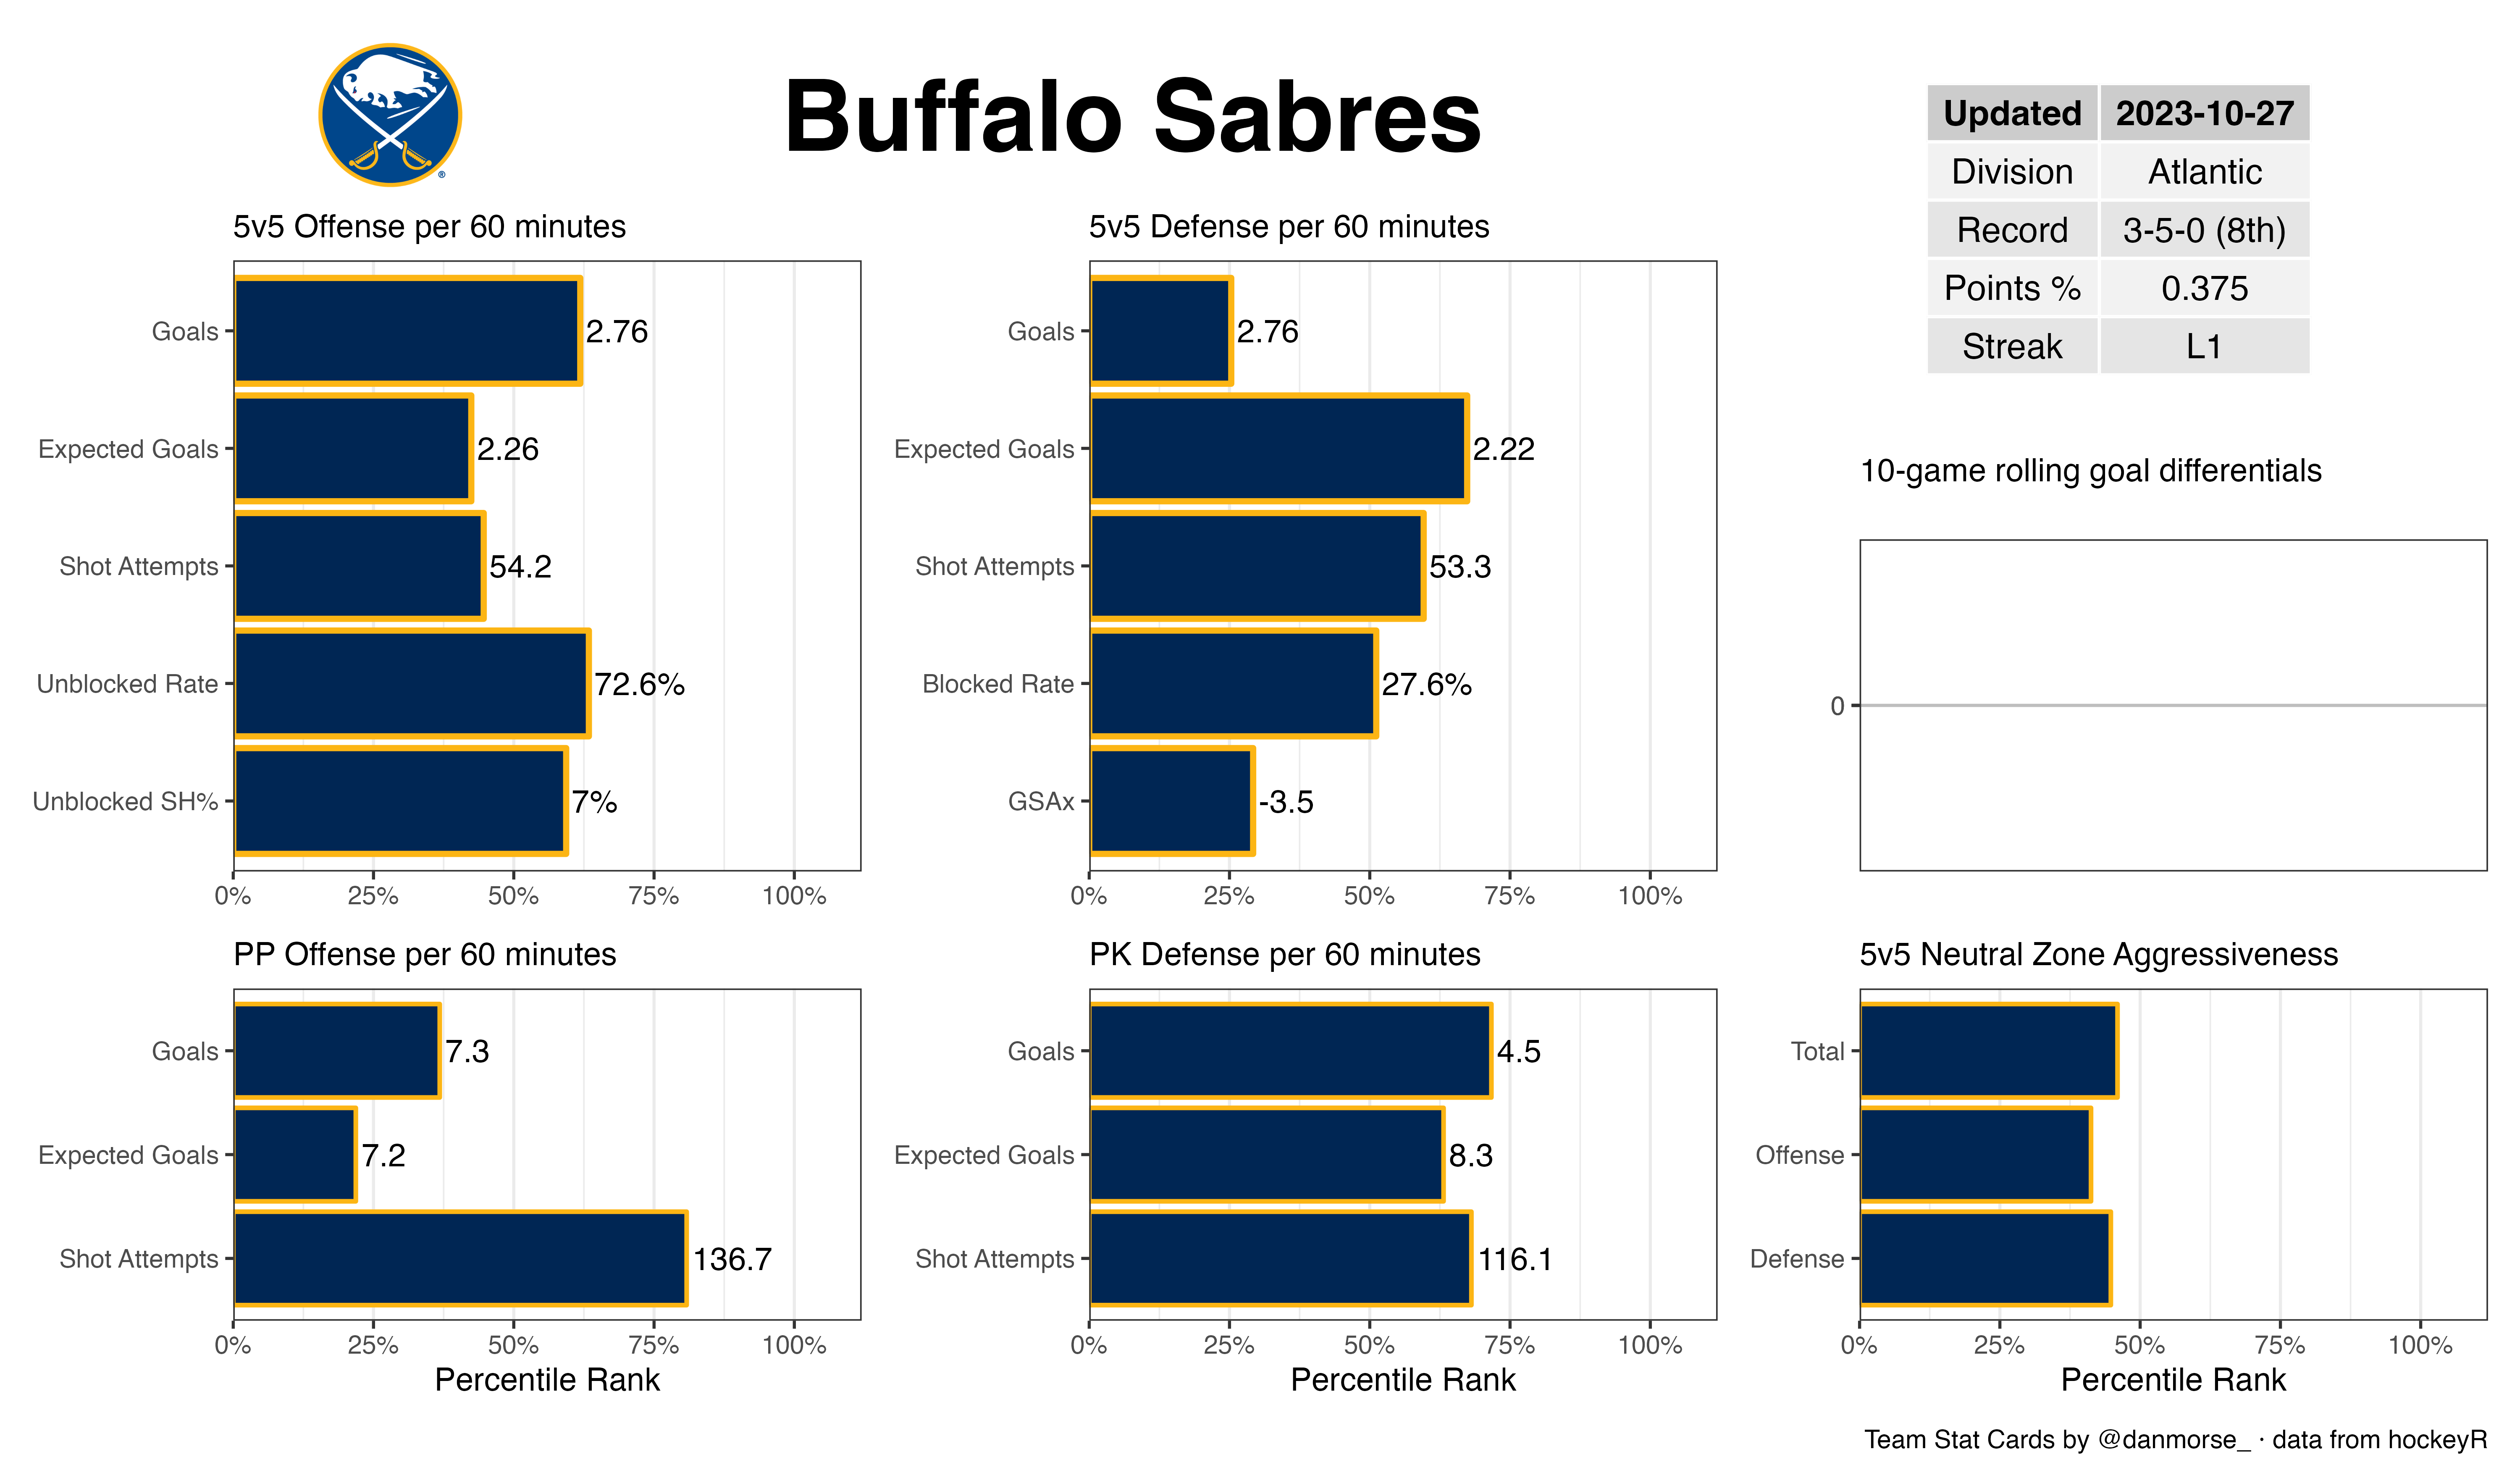 Buffalo Sabres
®
Updated 2023-10-27
Division Atlantic
Record 3-5-0 (8th)
Points % 0.375
Streak L1
5v5 Offense per 60 minutes
Goals 2.76
Expected Goals 2.26
Shot Attempts 54.2
Unblocked Rate 72.6%
Unblocked SH% 7%
0% 25% 50% 75% 100%
5v5 Defense per 60 minutes
Goals 2.76
Expected Goals 2.22
Shot Attempts 53.3
Blocked Rate 27.6%
GSAx -3.5
0% 25% 50% 75% 100%
10-game rolling goal differentials
0
PP Offense per 60 minutes
Goals 7.3
Expected Goals 7.2
Shot Attempts 136.7
0% 25% 50% 75% 100%
Percentile Rank
PK Defense per 60 minutes
Goals 4.5
Expected Goals 8.3
Shot Attempts 116.1
0% 25% 50% 75% 100%
Percentile Rank
5v5 Neutral Zone Aggressiveness
Total
Offense
Defense
0% 25% 50% 75% 100%
Percentile Rank
Team Stat Cards by @danmorse_ · data from hockeyR